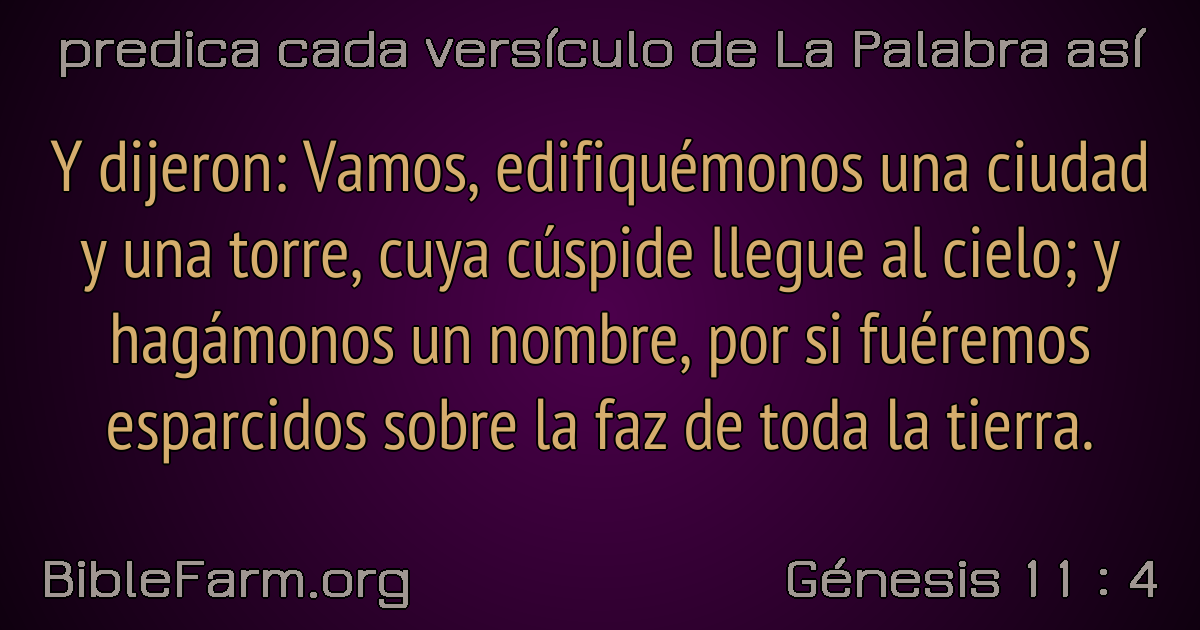 predica cada versículo de La Palabra así
Y dijeron: Vamos, edifiquémonos una ciudad
y una torre, cuya cúspide llegue al cielo; y
hagámonos un nombre, por si fuéremos
esparcidos sobre la faz de toda la tierra.
BibleFarm.org
Génesis 11 : 4